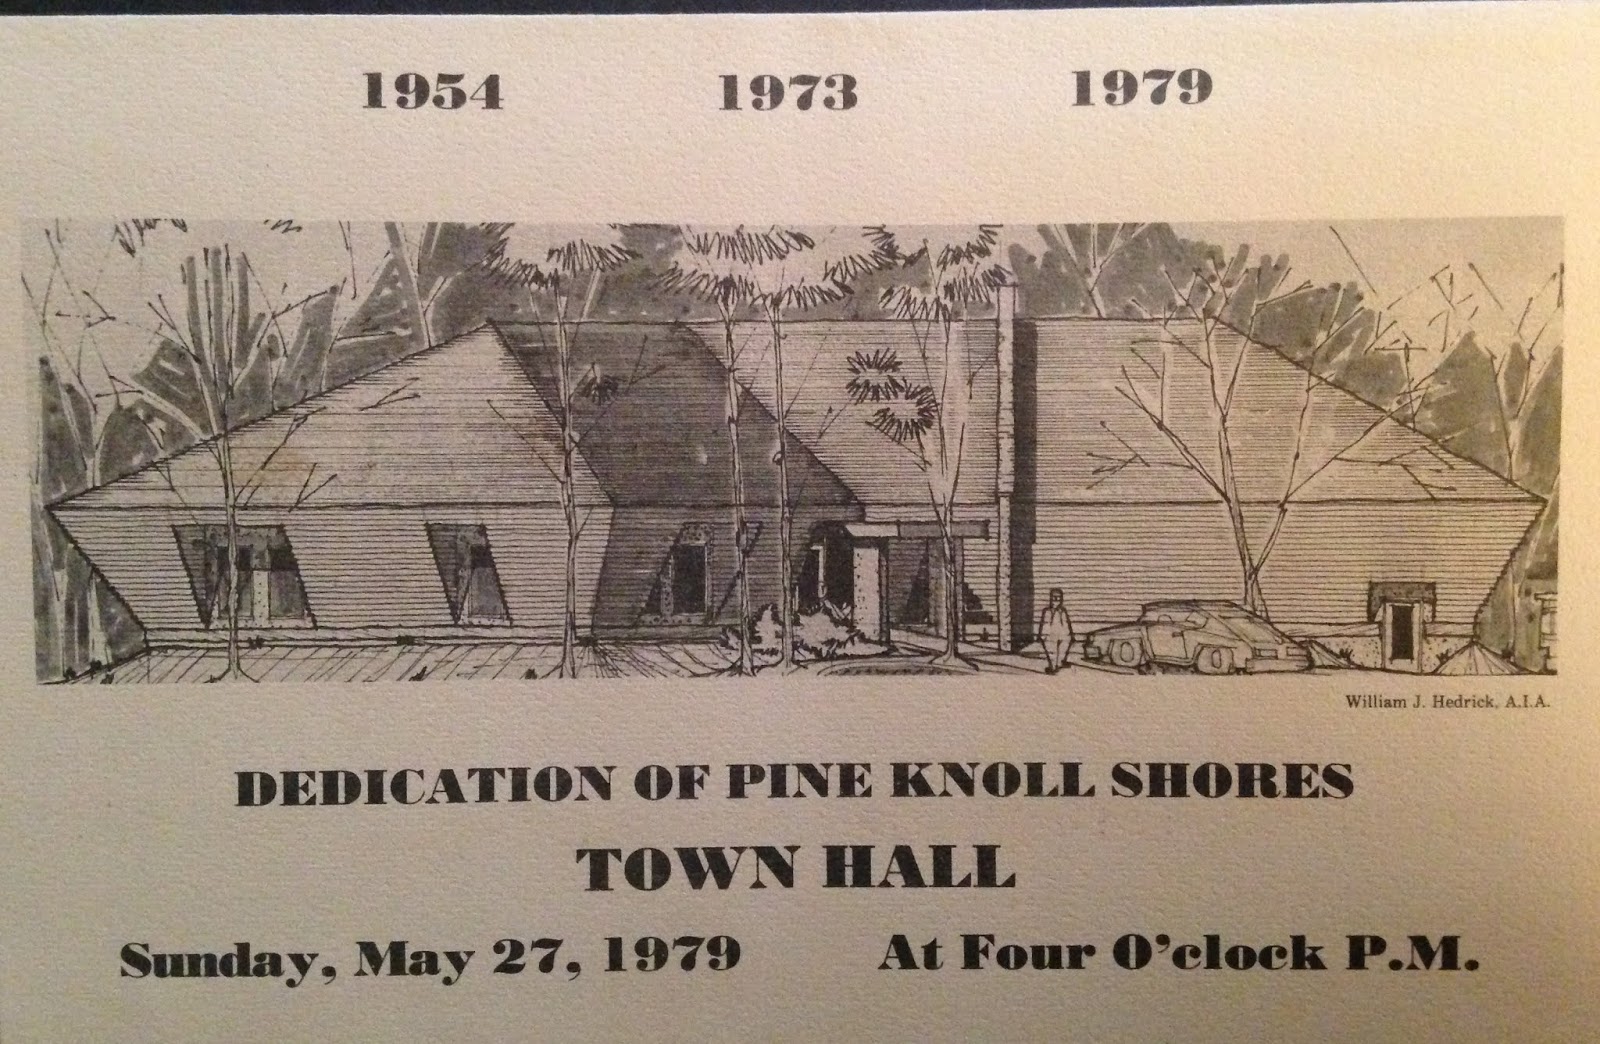 1954 1973 1979
William J. Hedrick, A.I.A.
DEDICATION OF PINE KNOLL SHORES
TOWN HALL
Sunday, May 27, 1979 At Four O'clock P.M.